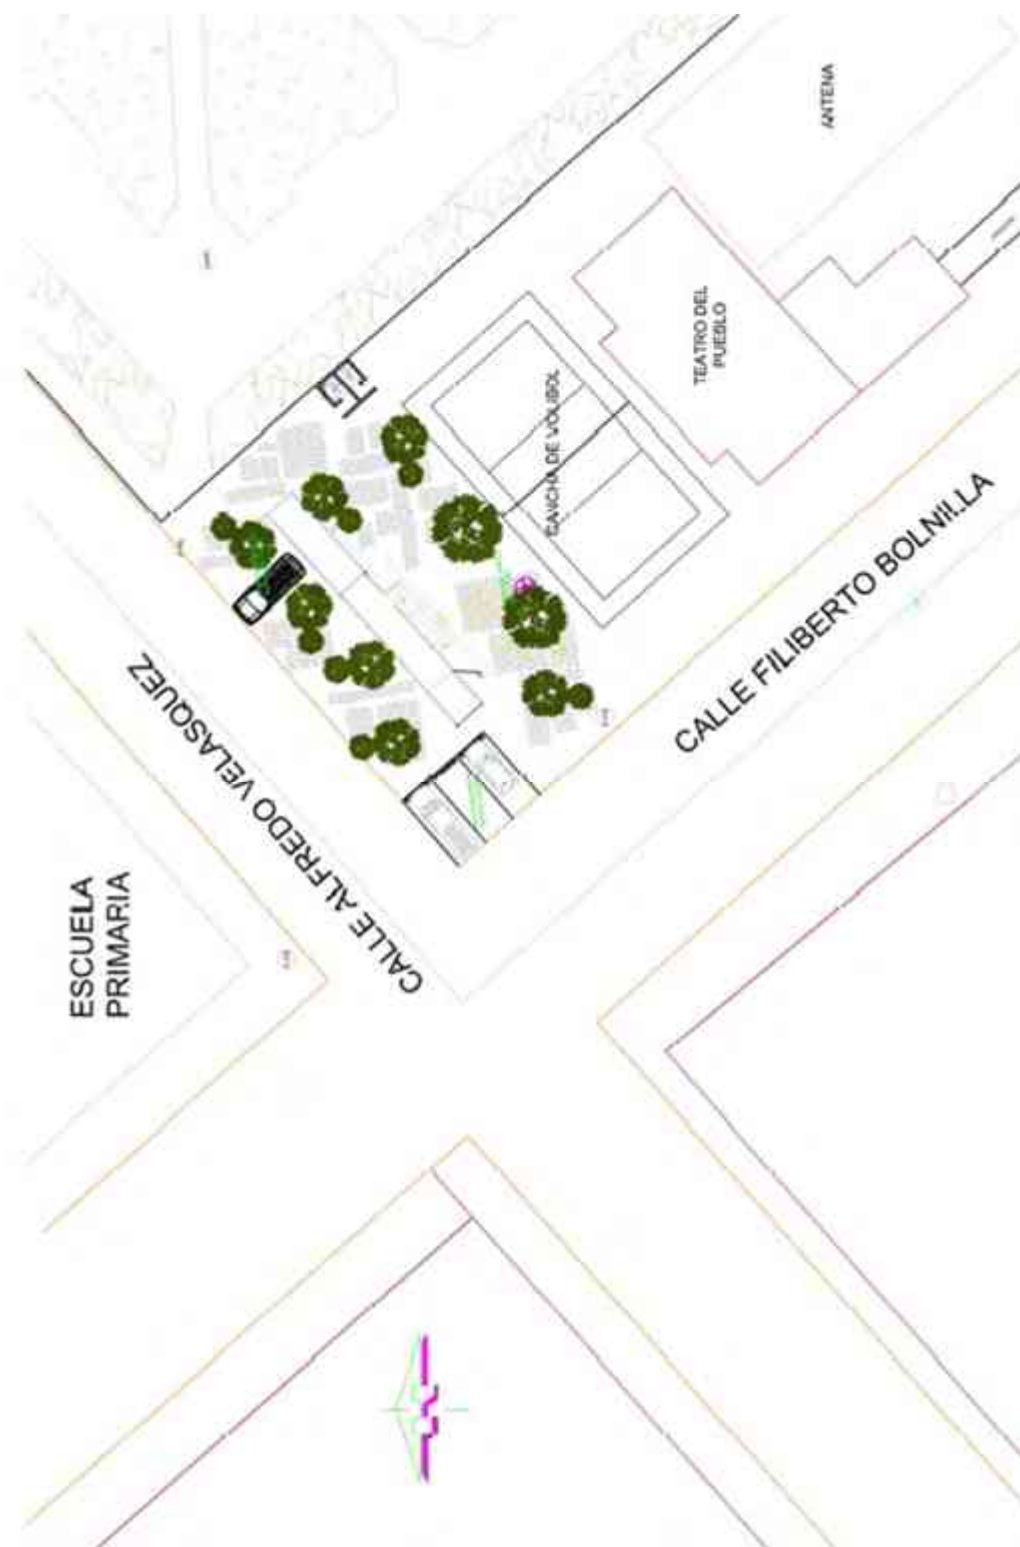 ANTENA
TEATRO DEL
PUEBLO
CANCHA DE VOLIBOL
CALLE FILIBERTO BOLNILLA
CALLE ALFREDO VELASQUEZ
ESCUELA
PRIMARIA